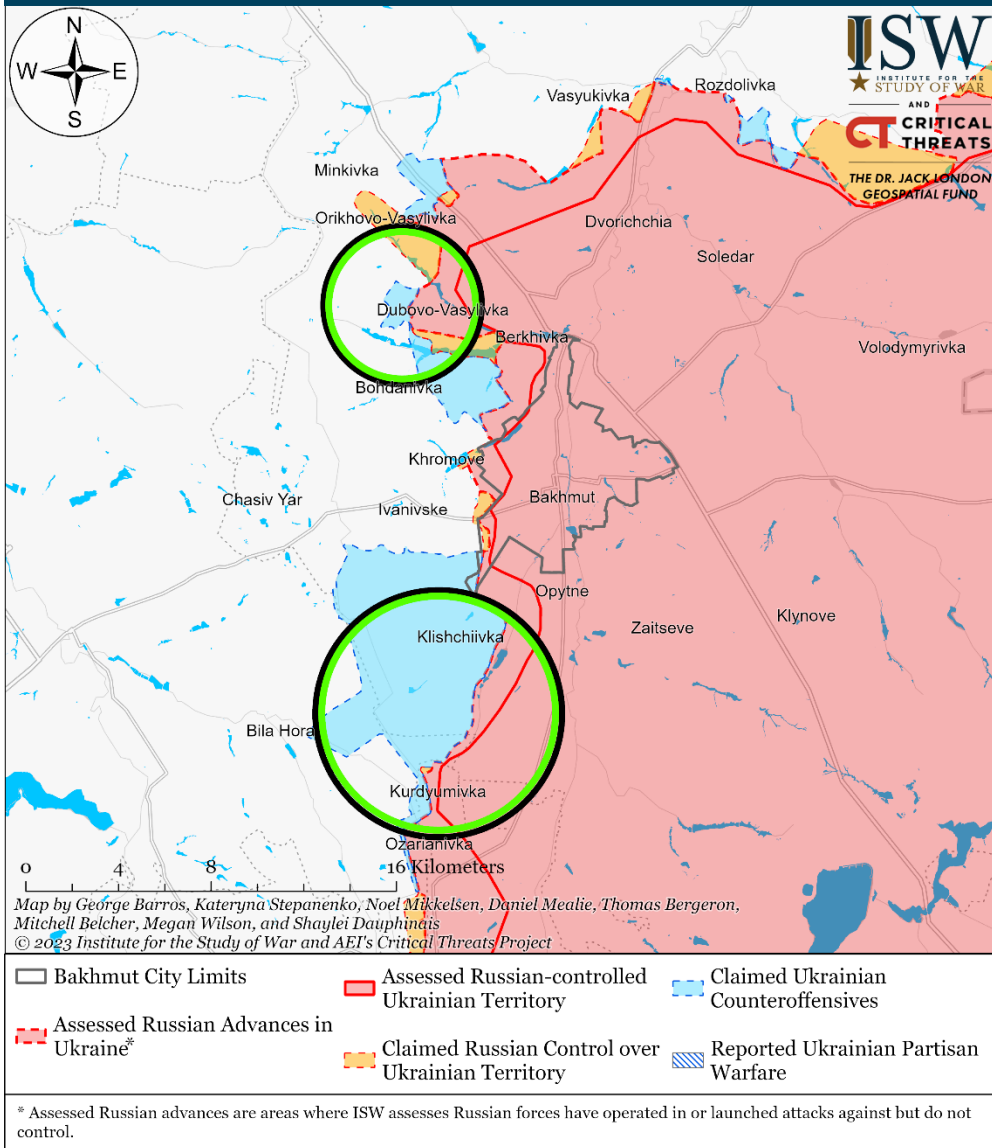 N
W E
S
ISW
INSTITUTE FOR THE
STUDY OF WAR
AND
CT CRITICAL
THREATS
THE DR. JACK LONDON
GEOSPATIAL FUND
Vasyukivka
Rozdolivka
Minkivka
Orikhovo-Vasylivka
Dvorichchia
Soledar
Dubovo-Vasylivka
Berkhivka
Volodymyrivka
Bohdanivka
Khromove
Chasiv Yar
Ivanivske
Bakhmut
Opytne
Klishchiivka
Zaitseve
Klynove
Bila Hora
Kurdyumivka
Ozarianivka
0 4 8 16 Kilometers
Map by George Barros, Kateryna Stepanenko, Noel Mikkelsen, Daniel Mealie, Thomas Bergeron,
Mitchell Belcher, Megan Wilson, and Shaylei Dauphinais
© 2023 Institute for the Study of War and AEI's Critical Threats Project
Bakhmut City Limits
Assessed Russian Advances in
Ukraine*
Assessed Russian-controlled
Ukrainian Territory
Claimed Russian Control over
Ukrainian Territory
Claimed Ukrainian
Counteroffensives
Reported Ukrainian Partisan
Warfare
* Assessed Russian advances are areas where ISW assesses Russian forces have operated in or launched attacks against but do not
control.